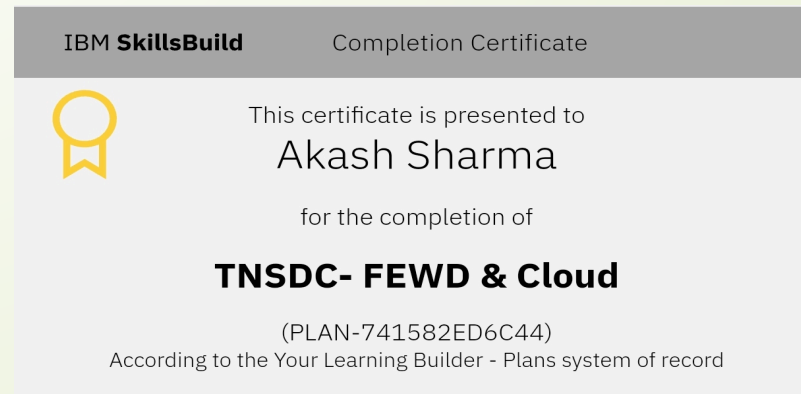 IBM SkillsBuild Completion Certificate
This certificate is presented to
Akash Sharma
for the completion of
TNSDC- FEWD & Cloud
(PLAN-741582ED6C44)
According to the Your Learning Builder - Plans system of record